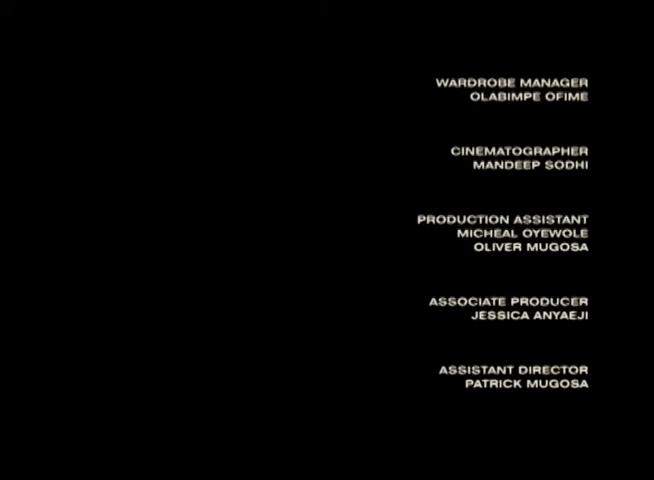 WARDROBE MANAGER
OLABIMPE OFIME
CINEMATOGRAPHER
MANDEEP SODHI
PRODUCTION ASSISTANT
MICHEAL OYEWOLE
OLIVER MUGOSA
ASSOCIATE PRODUCER
JESSICA ANYAEJI
ASSISTANT DIRECTOR
PATRICK MUGOSA